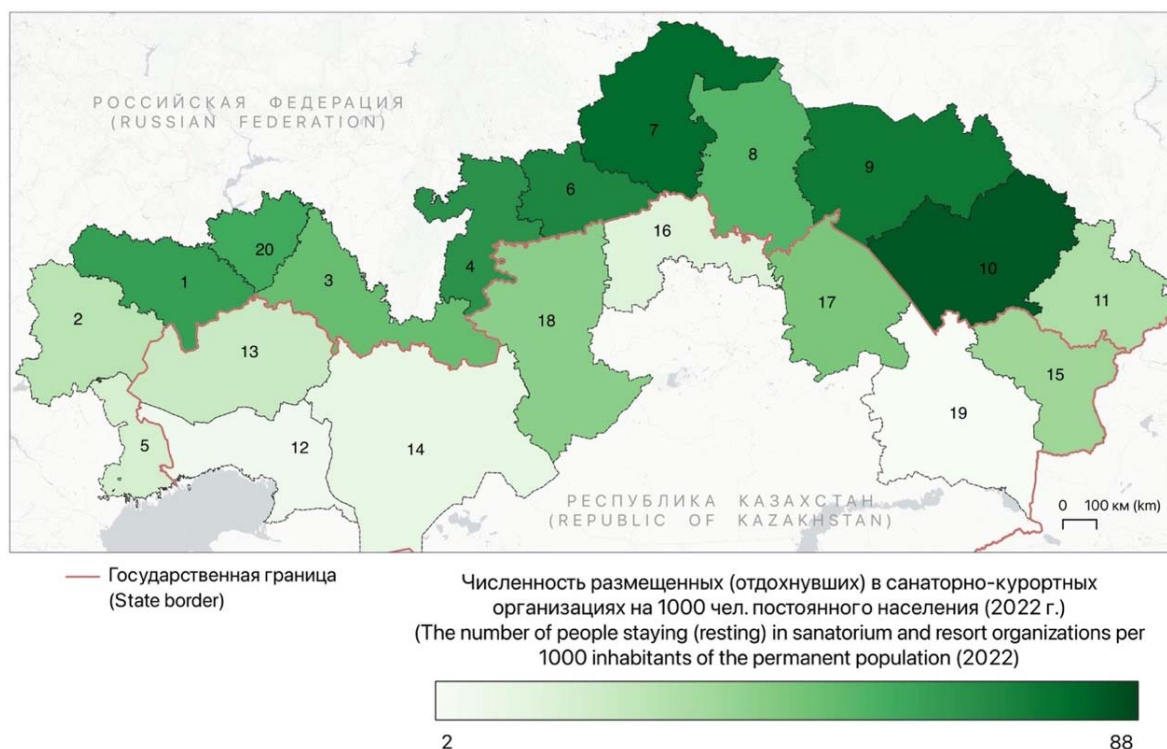 РОССИЙСКАЯ ФЕДЕРАЦИЯ
(RUSSIAN FEDERATION)
7
8
9
6
20
16
4
1
3
10
2
17
11
18
13
15
19
5
12
14
РЕСПУБЛИКА КАЗАХСТАН
(REPUBLIC OF KAZAKHSTAN)
0 100 км (km)
Государственная граница
(State border)
Численность размещенных (отдохнувших) в санаторно-курортных
организациях на 1000 чел. постоянного населения (2022 г.)
(The number of people staying (resting) in sanatorium and resort organizations per
1000 inhabitants of the permanent population (2022)
2 88